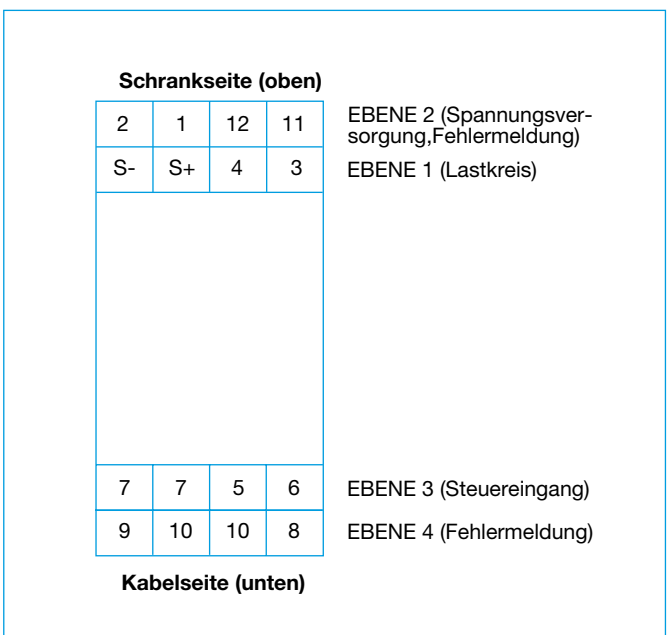 Schrankseite (oben)
2 1 12 11 EBENE 2 (Spannungsver-
sorgung,Fehlermeldung)
S- S+ 4 3 EBENE 1 (Lastkreis)
7 7 5 6 EBENE 3 (Steuereingang)
9 10 10 8 EBENE 4 (Fehlermeldung)
Kabelseite (unten)